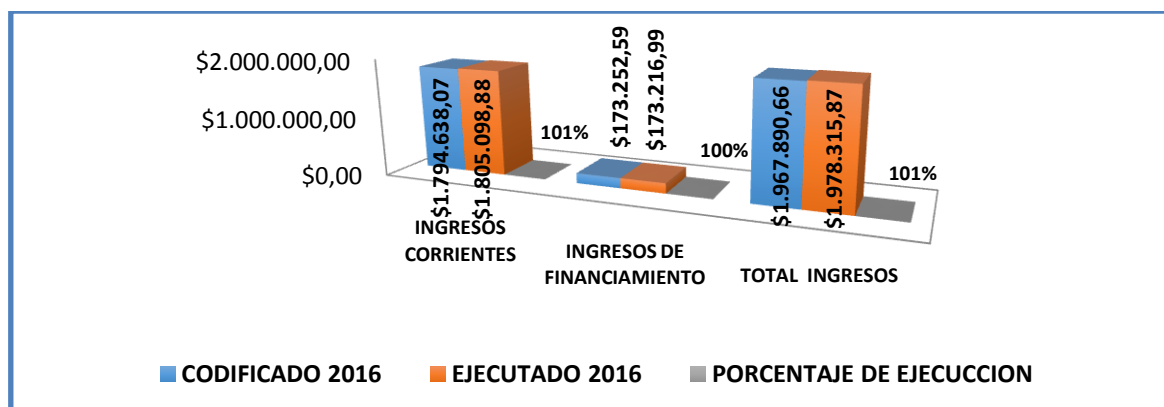 $2.000.000,00
$1.000.000,00
$0,00
$1.794.638,07
$1.805.098,88
101%
$173.252,59
$173.216,99
100%
$1.967.890,66
$1.978.315,87
101%
INGRESOS
CORRIENTES
INGRESOS DE
FINANCIAMIENTO
TOTAL INGRESOS
CODIFICADO 2016
EJECUTADO 2016
PORCENTAJE DE EJECUCCION